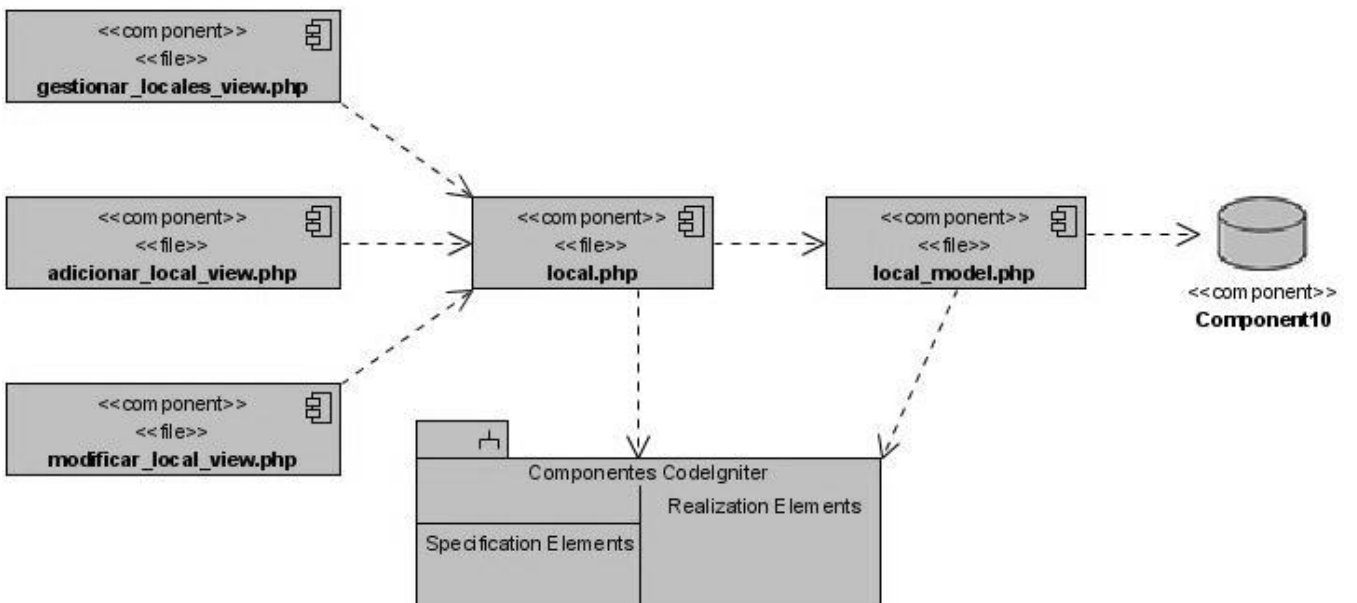 <<component>>
<<file>>
gestionar_locales_view.php
<<component>>
<<file>>
adicionar_local_view.php
<<component>>
<<file>>
local.php
<<component>>
<<file>>
local_model.php
<<component>>
Component10
<<component>>
<<file>>
modificar_local_view.php
Componentes CodeIgniter
Realization Elements
Specification Elements